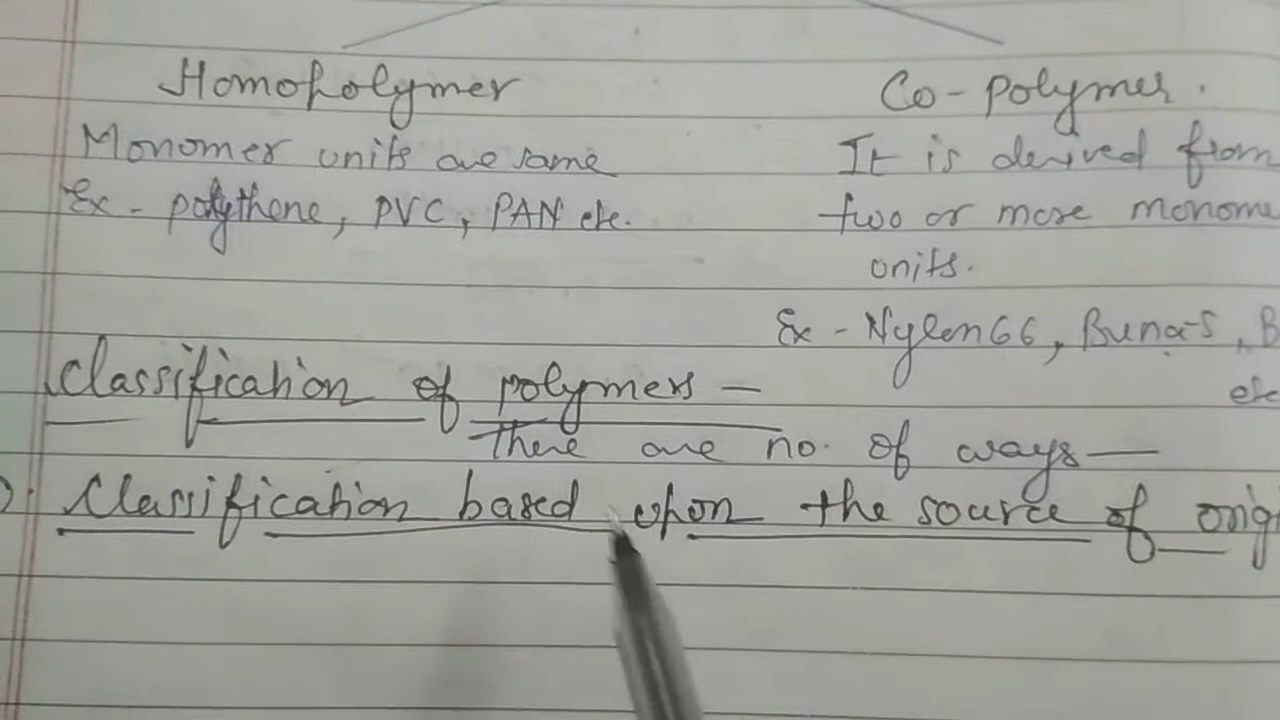 Homopolymer
Monomer units are same
Ex - polythene, PVC, PAN etc.
Co - polymer.
It is derived from
two or more monome
units.
Ex - Nylon 66, Buna-S, B
etc
Classification of polymers —
there are no. of ways —
Classification based upon the source of orig